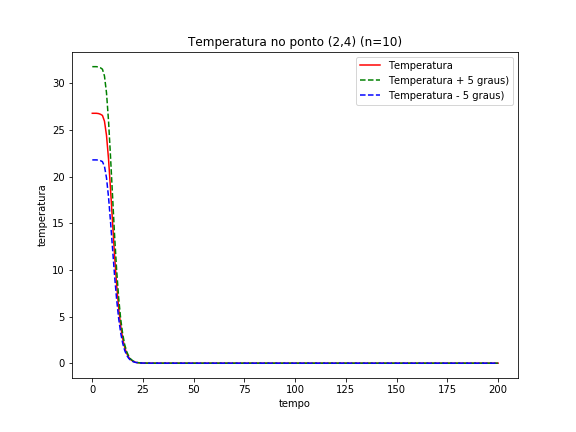 Temperatura no ponto (2,4) (n=10)
Temperatura
Temperatura + 5 graus)
Temperatura - 5 graus)
temperatura
30
25
20
15
10
5
0
0 25 50 75 100 125 150 175 200
tempo